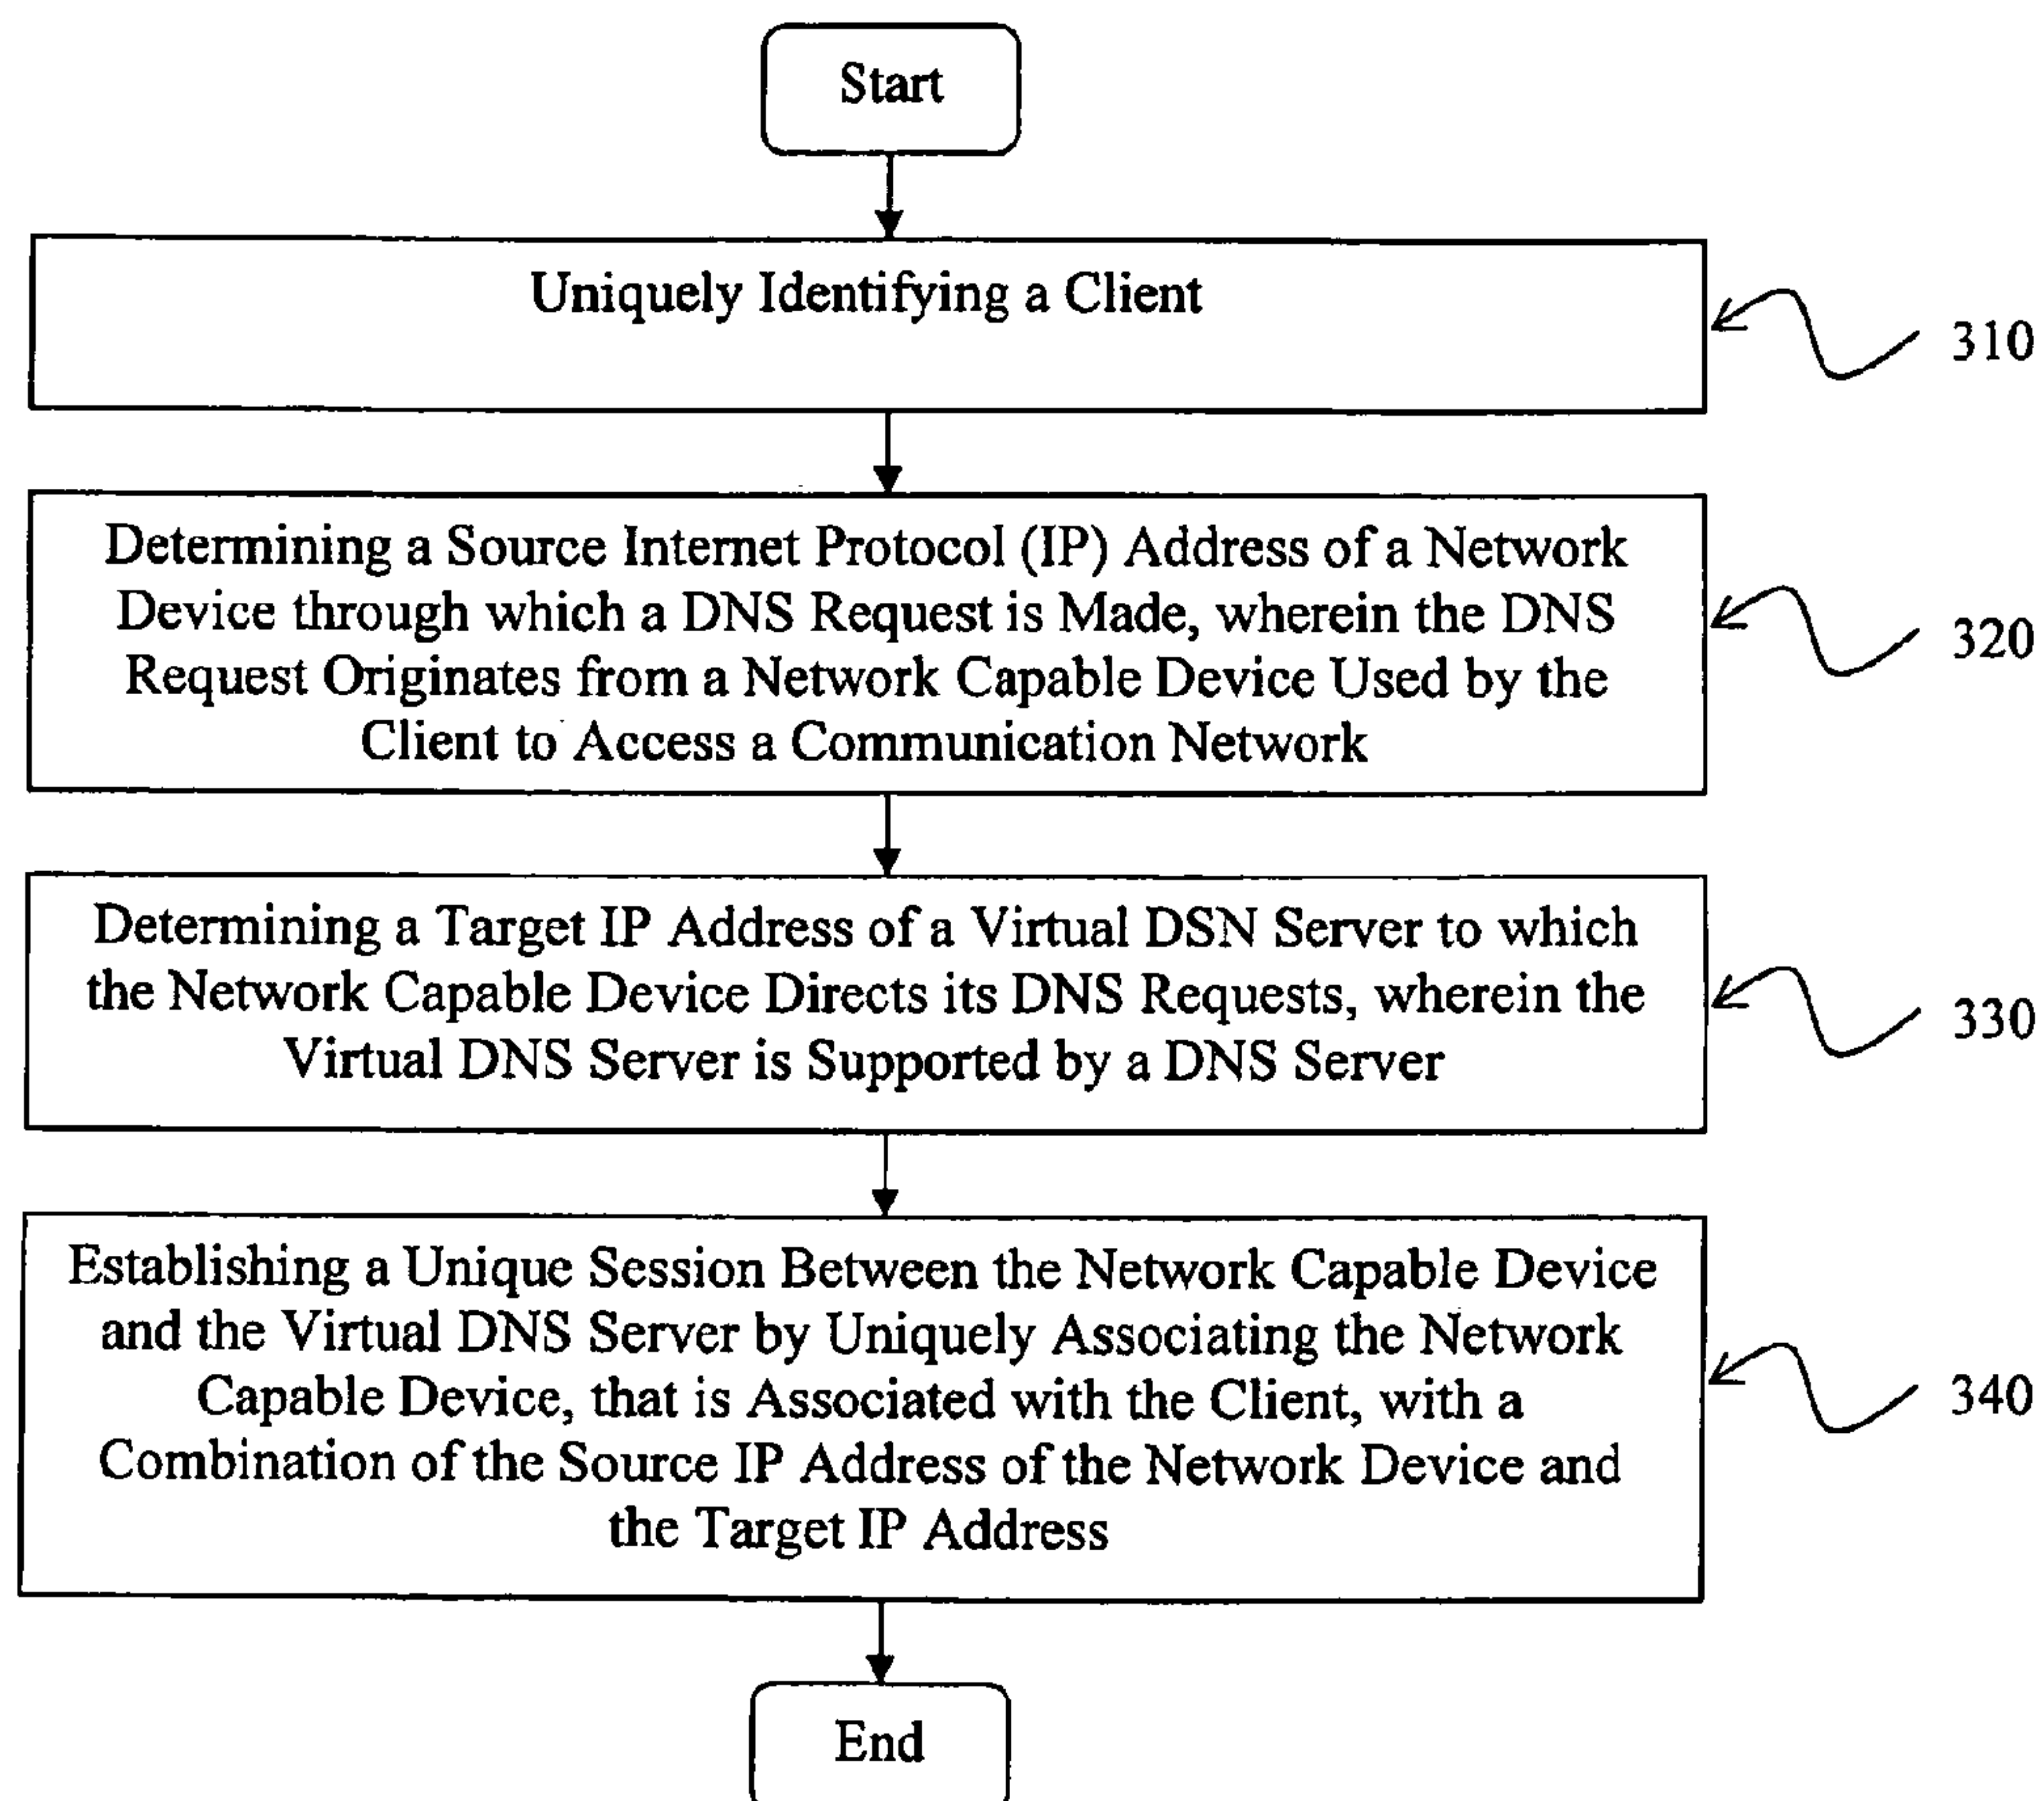 Start
Uniquely Identifying a Client
310
Determining a Source Internet Protocol (IP) Address of a Network
Device through which a DNS Request is Made, wherein the DNS
Request Originates from a Network Capable Device Used by the
Client to Access a Communication Network
320
Determining a Target IP Address of a Virtual DSN Server to which
the Network Capable Device Directs its DNS Requests, wherein the
Virtual DNS Server is Supported by a DNS Server
330
Establishing a Unique Session Between the Network Capable Device
and the Virtual DNS Server by Uniquely Associating the Network
Capable Device, that is Associated with the Client, with a
Combination of the Source IP Address of the Network Device and
the Target IP Address
340
End